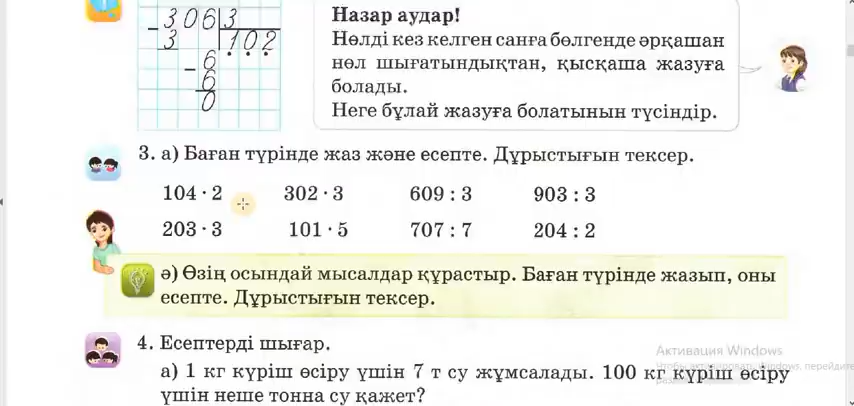 306 3
3 102
6
6
0
Назар аудар!
Нөлді кез келген санға бөлгенде әрқашан
нөл шығатындықтан, қысқаша жазуға
болады.
Неге бұлай жазуға болатынын түсіндір.
3. а) Баған түрінде жаз және есепте. Дұрыстығын тексер.
104 · 2 302 · 3 609 : 3 903 : 3
203 · 3 101 · 5 707 : 7 204 : 2
ә) Өзің осындай мысалдар құрастыр. Баған түрінде жазып, оны
есепте. Дұрыстығын тексер.
4. Есептерді шығар.
а) 1 кг күріш өсіру үшін 7 т су жұмсалады. 100 кг күріш өсіру
үшін неше тонна су қажет?
Активация Windows